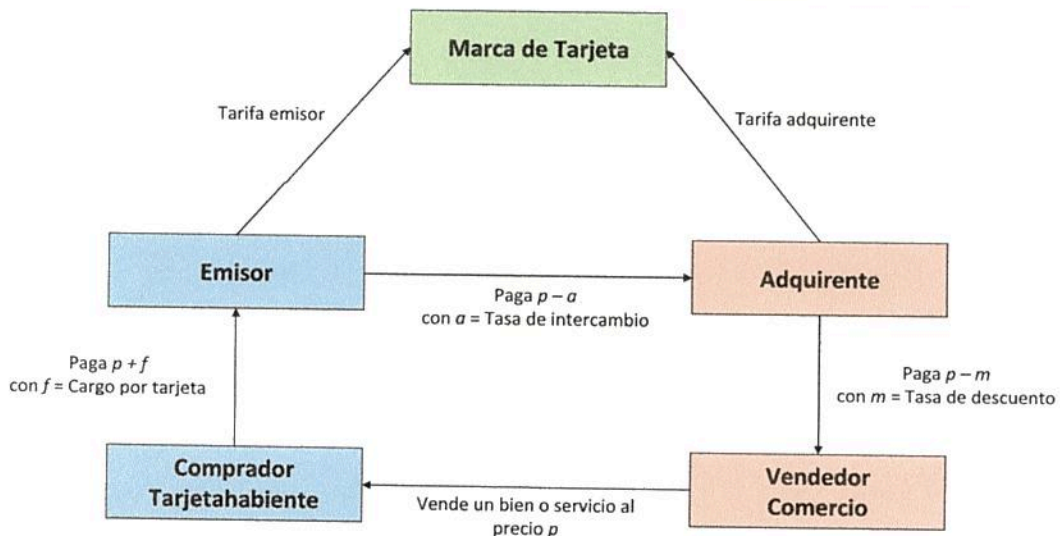 Marca de Tarjeta
Tarifa emisor
Tarifa adquirente
Emisor
Adquirente
Paga p – a
con a = Tasa de intercambio
Paga p + f
con f = Cargo por tarjeta
Paga p – m
con m = Tasa de descuento
Comprador
Tarjetahabiente
Vende un bien o servicio al
precio p
Vendedor
Comercio